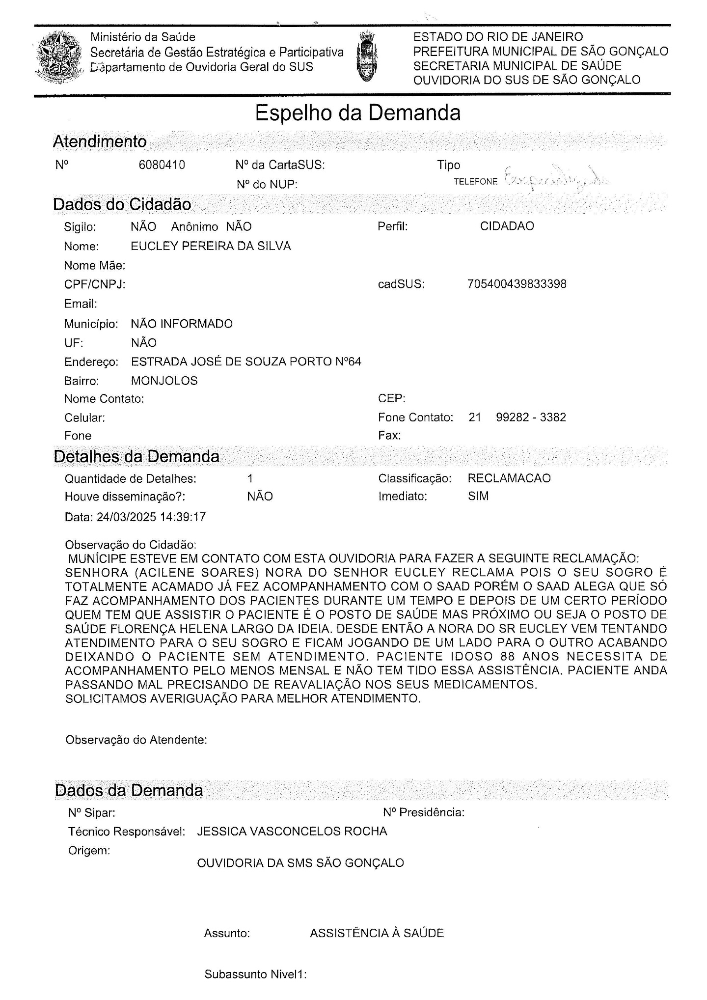 Ministério da Saúde
Secretária de Gestão Estratégica e Participativa
Departamento de Ouvidoria Geral do SUS
ESTADO DO RIO DE JANEIRO
PREFEITURA MUNICIPAL DE SÃO GONÇALO
SECRETARIA MUNICIPAL DE SAÚDE
OUVIDORIA DO SUS DE SÃO GONÇALO
Espelho da Demanda
Atendimento
Nº 6080410 Nº da CartaSUS: Tipo
Nº do NUP: TELEFONE
Dados do Cidadão
Sigilo: NÃO Anônimo NÃO Perfil: CIDADAO
Nome: EUCLEY PEREIRA DA SILVA
Nome Mãe:
CPF/CNPJ: cadSUS: 705400439833398
Email:
Município: NÃO INFORMADO
UF: NÃO
Endereço: ESTRADA JOSÉ DE SOUZA PORTO Nº64
Bairro: MONJOLOS
Nome Contato: CEP:
Celular: Fone Contato: 21 99282 - 3382
Fone Fax:
Detalhes da Demanda
Quantidade de Detalhes: 1 Classificação: RECLAMACAO
Houve disseminação?: NÃO Imediato: SIM
Data: 24/03/2025 14:39:17
Observação do Cidadão:
MUNÍCIPE ESTEVE EM CONTATO COM ESTA OUVIDORIA PARA FAZER A SEGUINTE RECLAMAÇÃO:
SENHORA (ACILENE SOARES) NORA DO SENHOR EUCLEY RECLAMA POIS O SEU SOGRO É
TOTALMENTE ACAMADO JÁ FEZ ACOMPANHAMENTO COM O SAAD PORÉM O SAAD ALEGA QUE SÓ
FAZ ACOMPANHAMENTO DOS PACIENTES DURANTE UM TEMPO E DEPOIS DE UM CERTO PERÍODO
QUEM TEM QUE ASSISTIR O PACIENTE É O POSTO DE SAÚDE MAS PRÓXIMO OU SEJA O POSTO DE
SAÚDE FLORENÇA HELENA LARGO DA IDEIA. DESDE ENTÃO A NORA DO SR EUCLEY VEM TENTANDO
ATENDIMENTO PARA O SEU SOGRO E FICAM JOGANDO DE UM LADO PARA O OUTRO ACABANDO
DEIXANDO O PACIENTE SEM ATENDIMENTO. PACIENTE IDOSO 88 ANOS NECESSITA DE
ACOMPANHAMENTO PELO MENOS MENSAL E NÃO TEM TIDO ESSA ASSISTÊNCIA. PACIENTE ANDA
PASSANDO MAL PRECISANDO DE REAVALIAÇÃO NOS SEUS MEDICAMENTOS.
SOLICITAMOS AVERIGUAÇÃO PARA MELHOR ATENDIMENTO.
Observação do Atendente:
Dados da Demanda
Nº Sipar: Nº Presidência:
Técnico Responsável: JESSICA VASCONCELOS ROCHA
Origem:
OUVIDORIA DA SMS SÃO GONÇALO
Assunto: ASSISTÊNCIA À SAÚDE
Subassunto Nivel1: